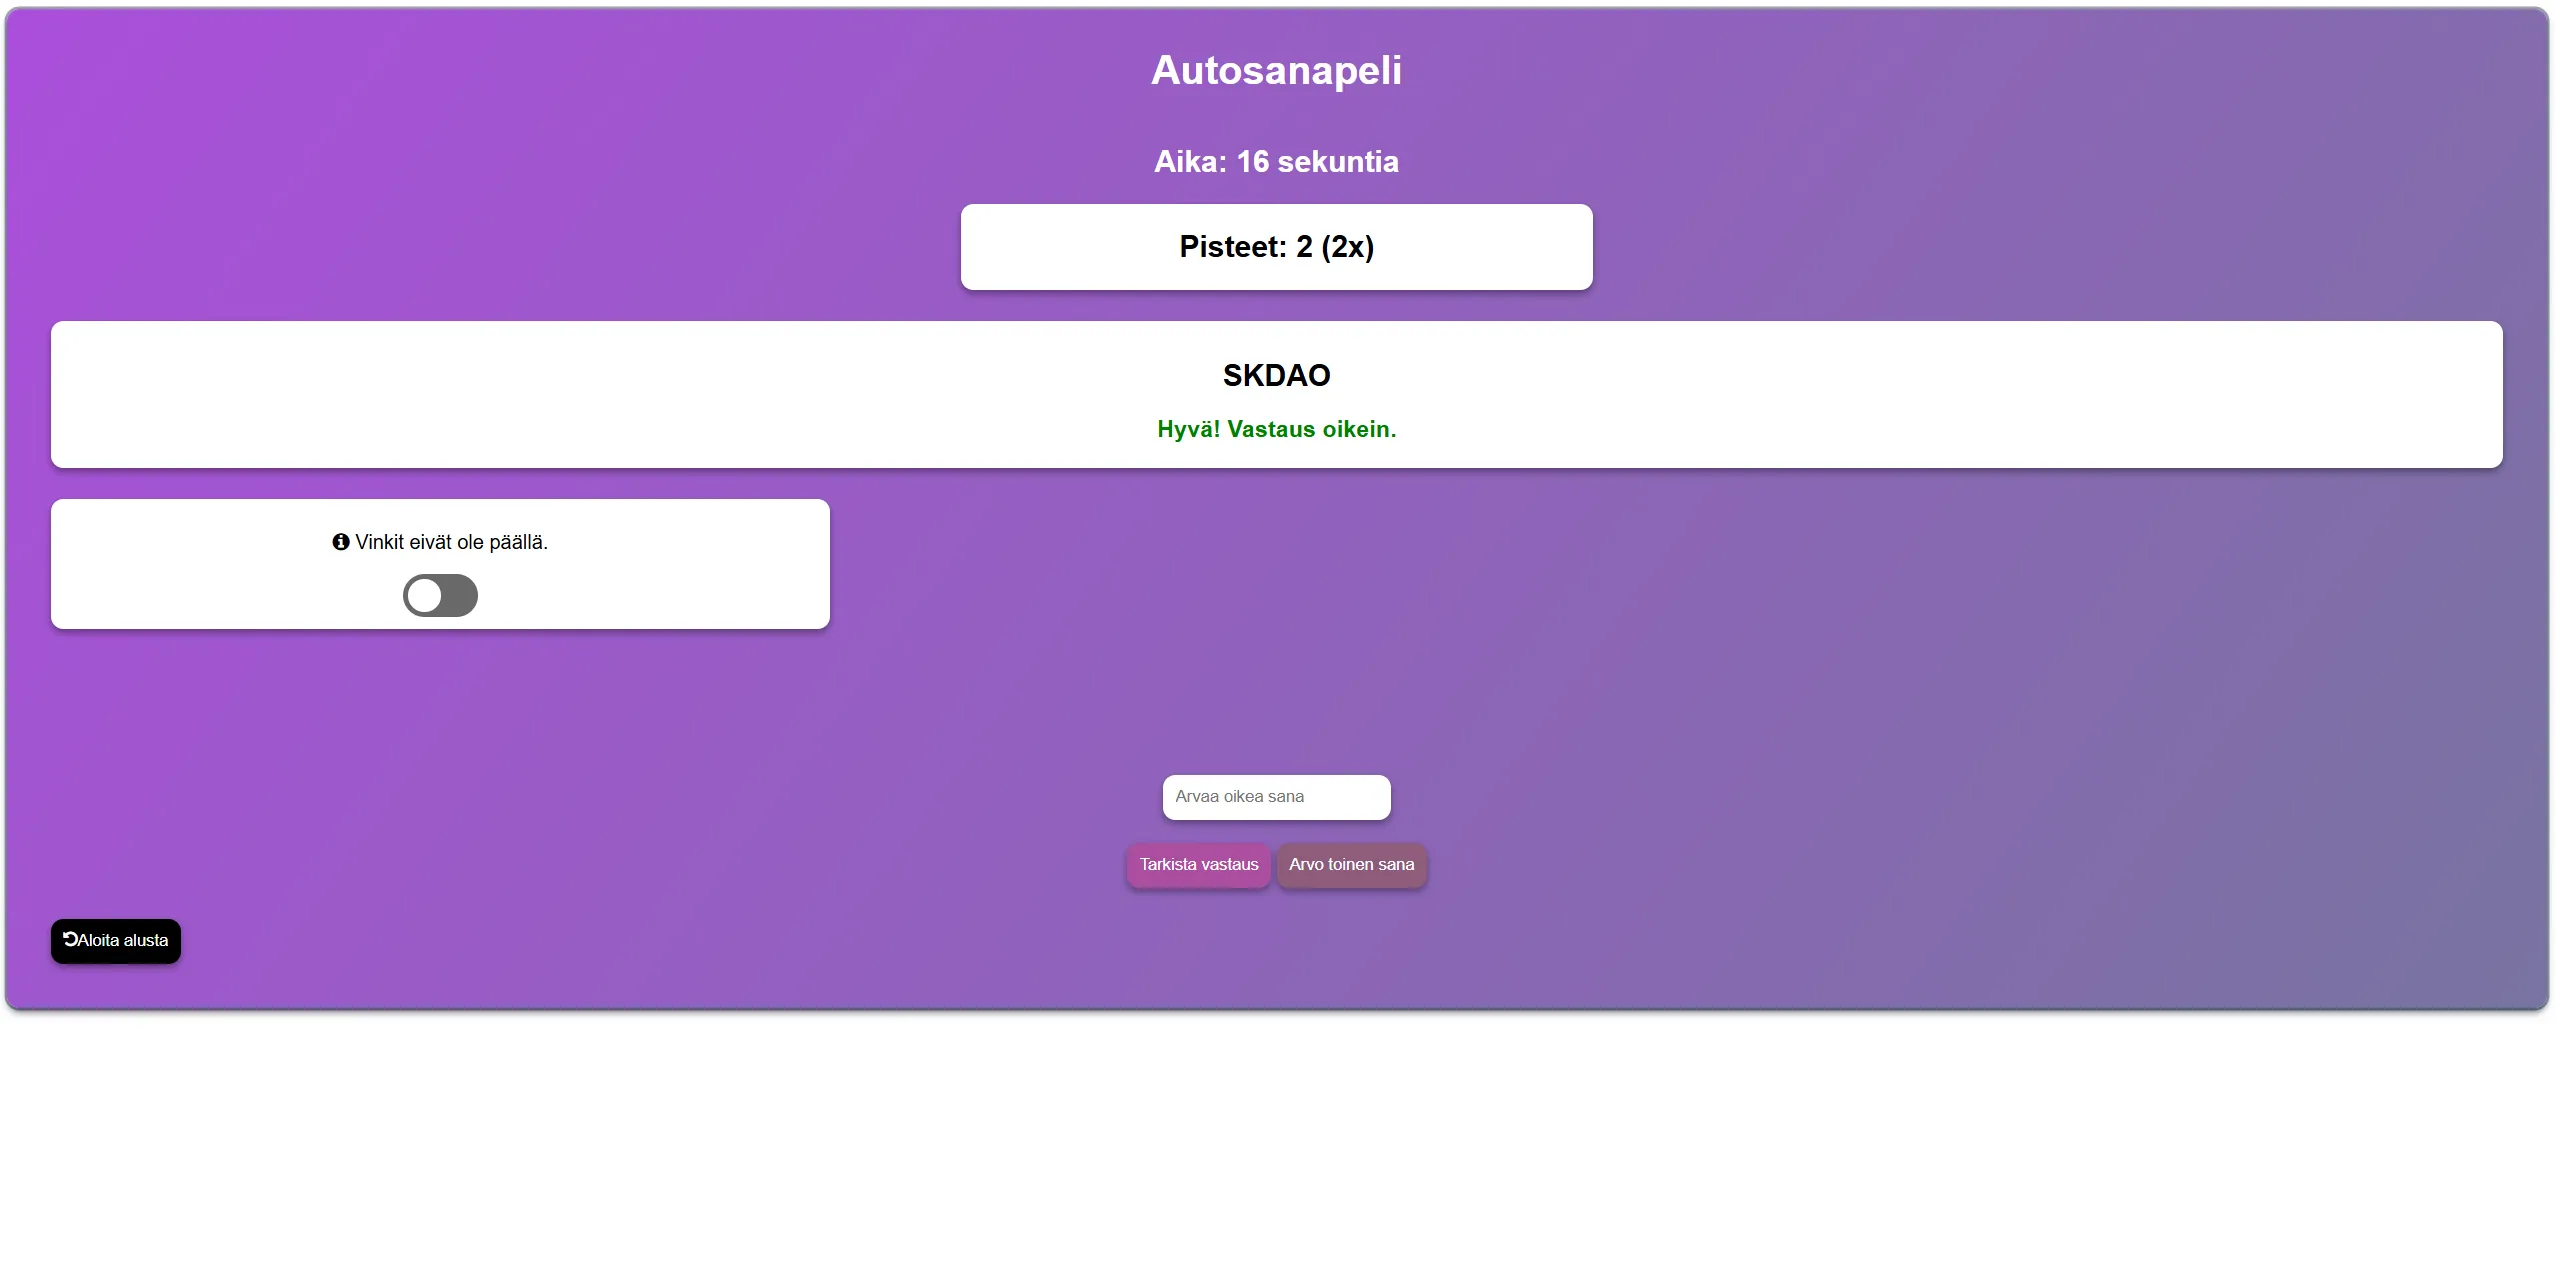 Autosanapeli
Aika: 16 sekuntia
Pisteet: 2 (2x)
SKDAO
Hyvä! Vastaus oikein.
Vinkit eivät ole päällä.
Arvaa oikea sana
Tarkista vastaus
Arvo toinen sana
Aloita alusta